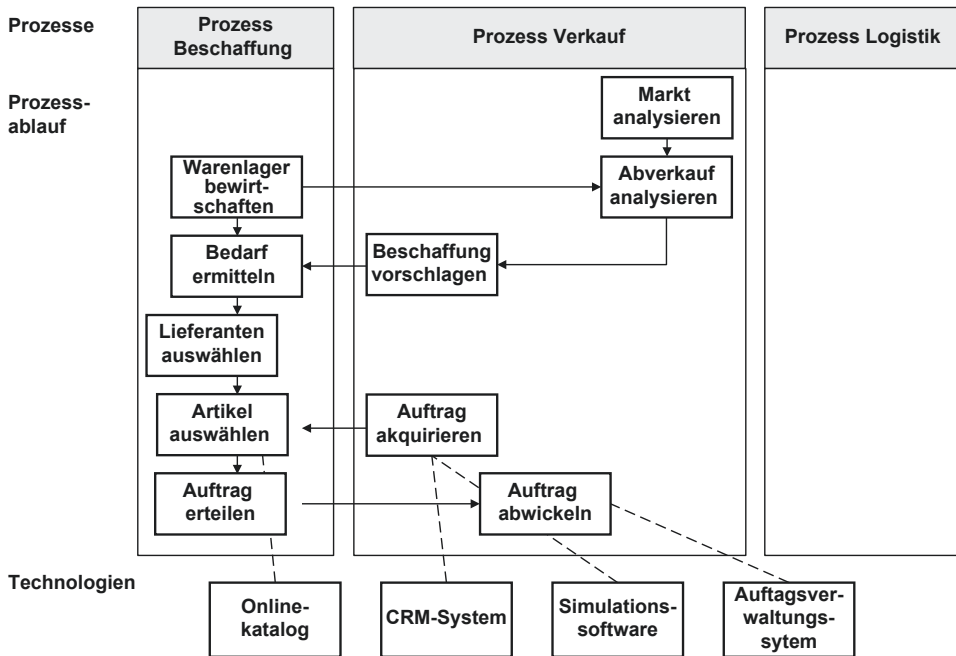 Prozesse
Prozess
Beschaffung
Prozess Verkauf
Prozess Logistik
Prozess-
ablauf
Markt
analysieren
Warenlager
bewirt-
schaften
Abverkauf
analysieren
Bedarf
ermitteln
Beschaffung
vorschlagen
Lieferanten
auswählen
Artikel
auswählen
Auftrag
akquirieren
Auftrag
erteilen
Auftrag
abwickeln
Technologien
Online-
katalog
CRM-System
Simulations-
software
Auftagsver-
waltungs-
sytem